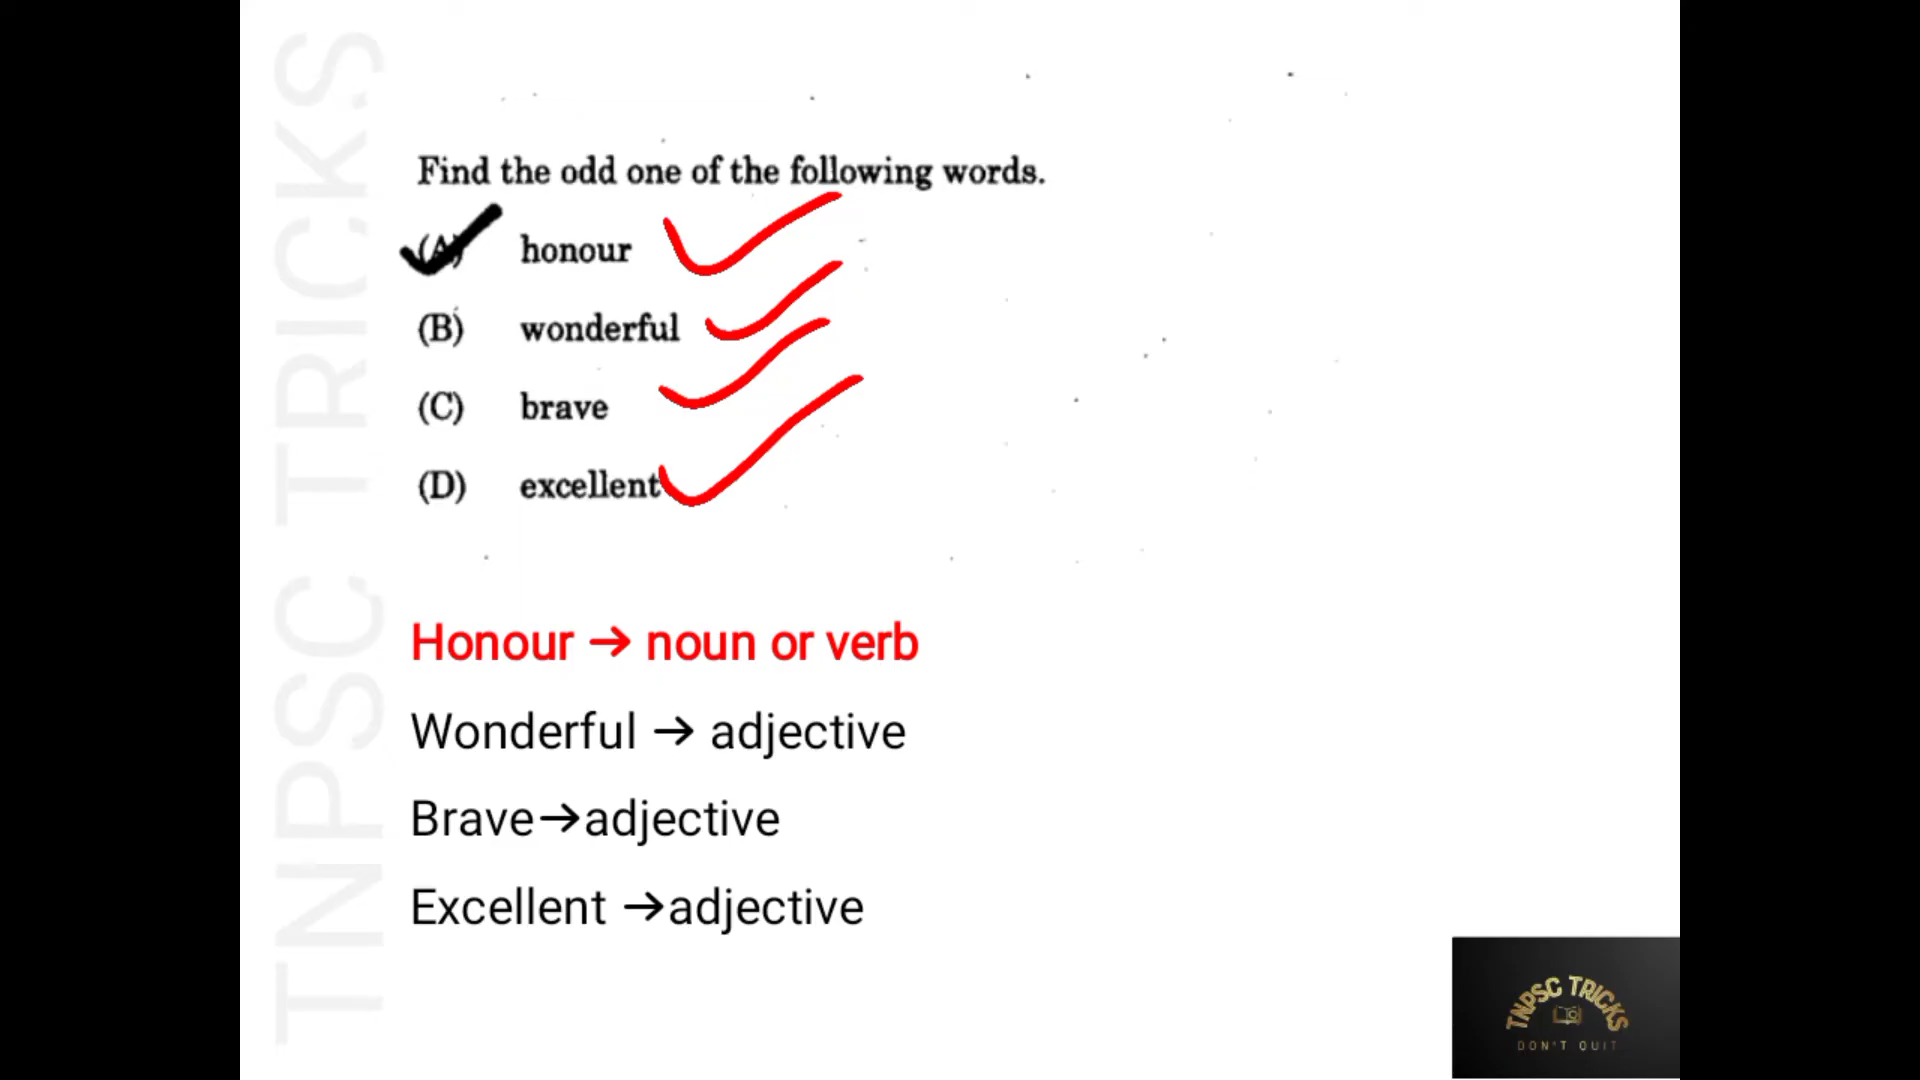 TNPSC TRICKS
Find the odd one of the following words.
(A) honour
(B) wonderful
(C) brave
(D) excellent
Honour → noun or verb
Wonderful → adjective
Brave→adjective
Excellent →adjective
TNPSC TRICKS
DON'T QUIT